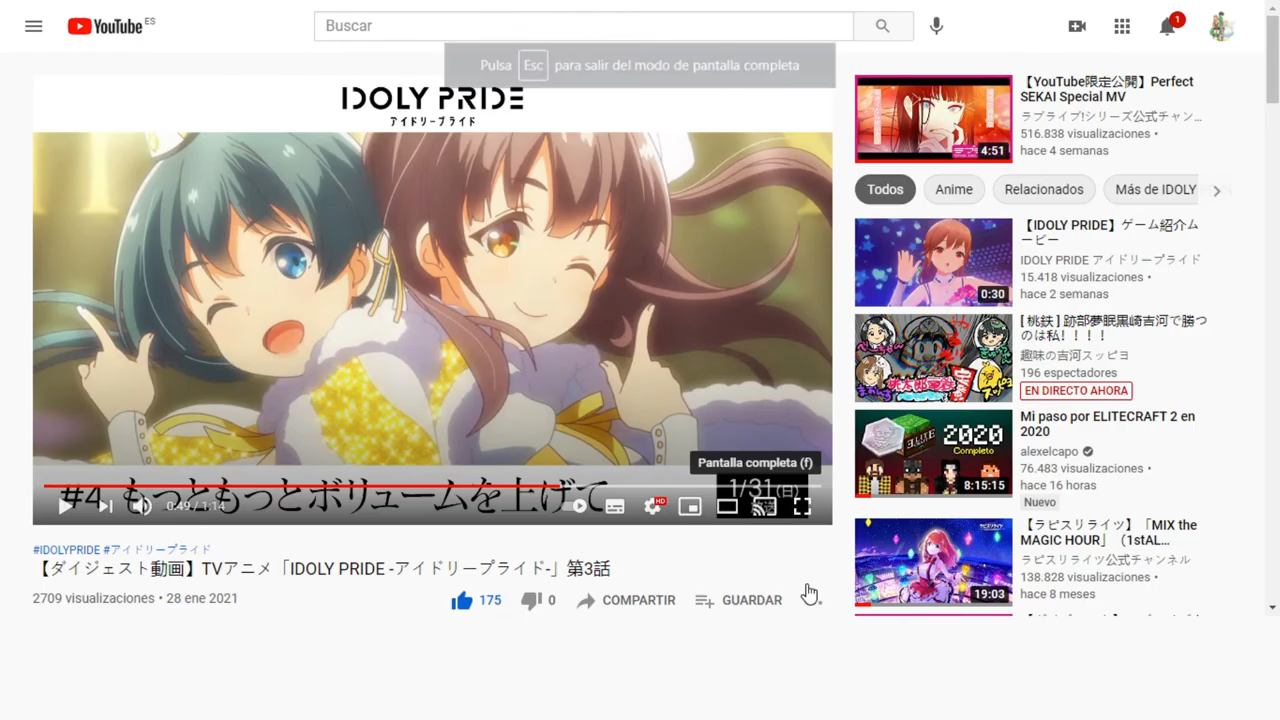 YouTube ES
Buscar
1
Pulsa Esc para salir del modo de pantalla completa
IDOLY PRIDE
アイドリープライド
Pantalla completa (f)
#4 もっともっとボリュームを上げて
1/31(日)
0:49 / 1:14
HD
#IDOLYPRIDE #アイドリープライド
【ダイジェスト動画】TVアニメ「IDOLY PRIDE -アイドリープライド-」第3話
2709 visualizaciones • 28 ene 2021
175
0
COMPARTIR
GUARDAR
【YouTube限定公開】Perfect
SEKAI Special MV
ラブライブ!シリーズ公式チャン...
516.838 visualizaciones •
hace 4 semanas
4:51
Todos
Anime
Relacionados
Más de IDOLY
【IDOLY PRIDE】ゲーム紹介ム
ービー
IDOLY PRIDE アイドリープライド
15.418 visualizaciones •
hace 2 semanas
0:30
[ 桃鉄 ] 跡部夢眠黒崎吉河で勝つ
のは私! ! ! !
趣味の吉河スッピヨ
196 espectadores
EN DIRECTO AHORA
Mi paso por ELITECRAFT 2 en
2020
alexelcapo
76.483 visualizaciones •
hace 16 horas
Nuevo
ELITE
2020
Completo
8:15:15
【ラピスリライツ】「MIX the
MAGIC HOUR」（1stAL...
ラピスリライツ公式チャンネル
138.828 visualizaciones •
hace 8 meses
19:03